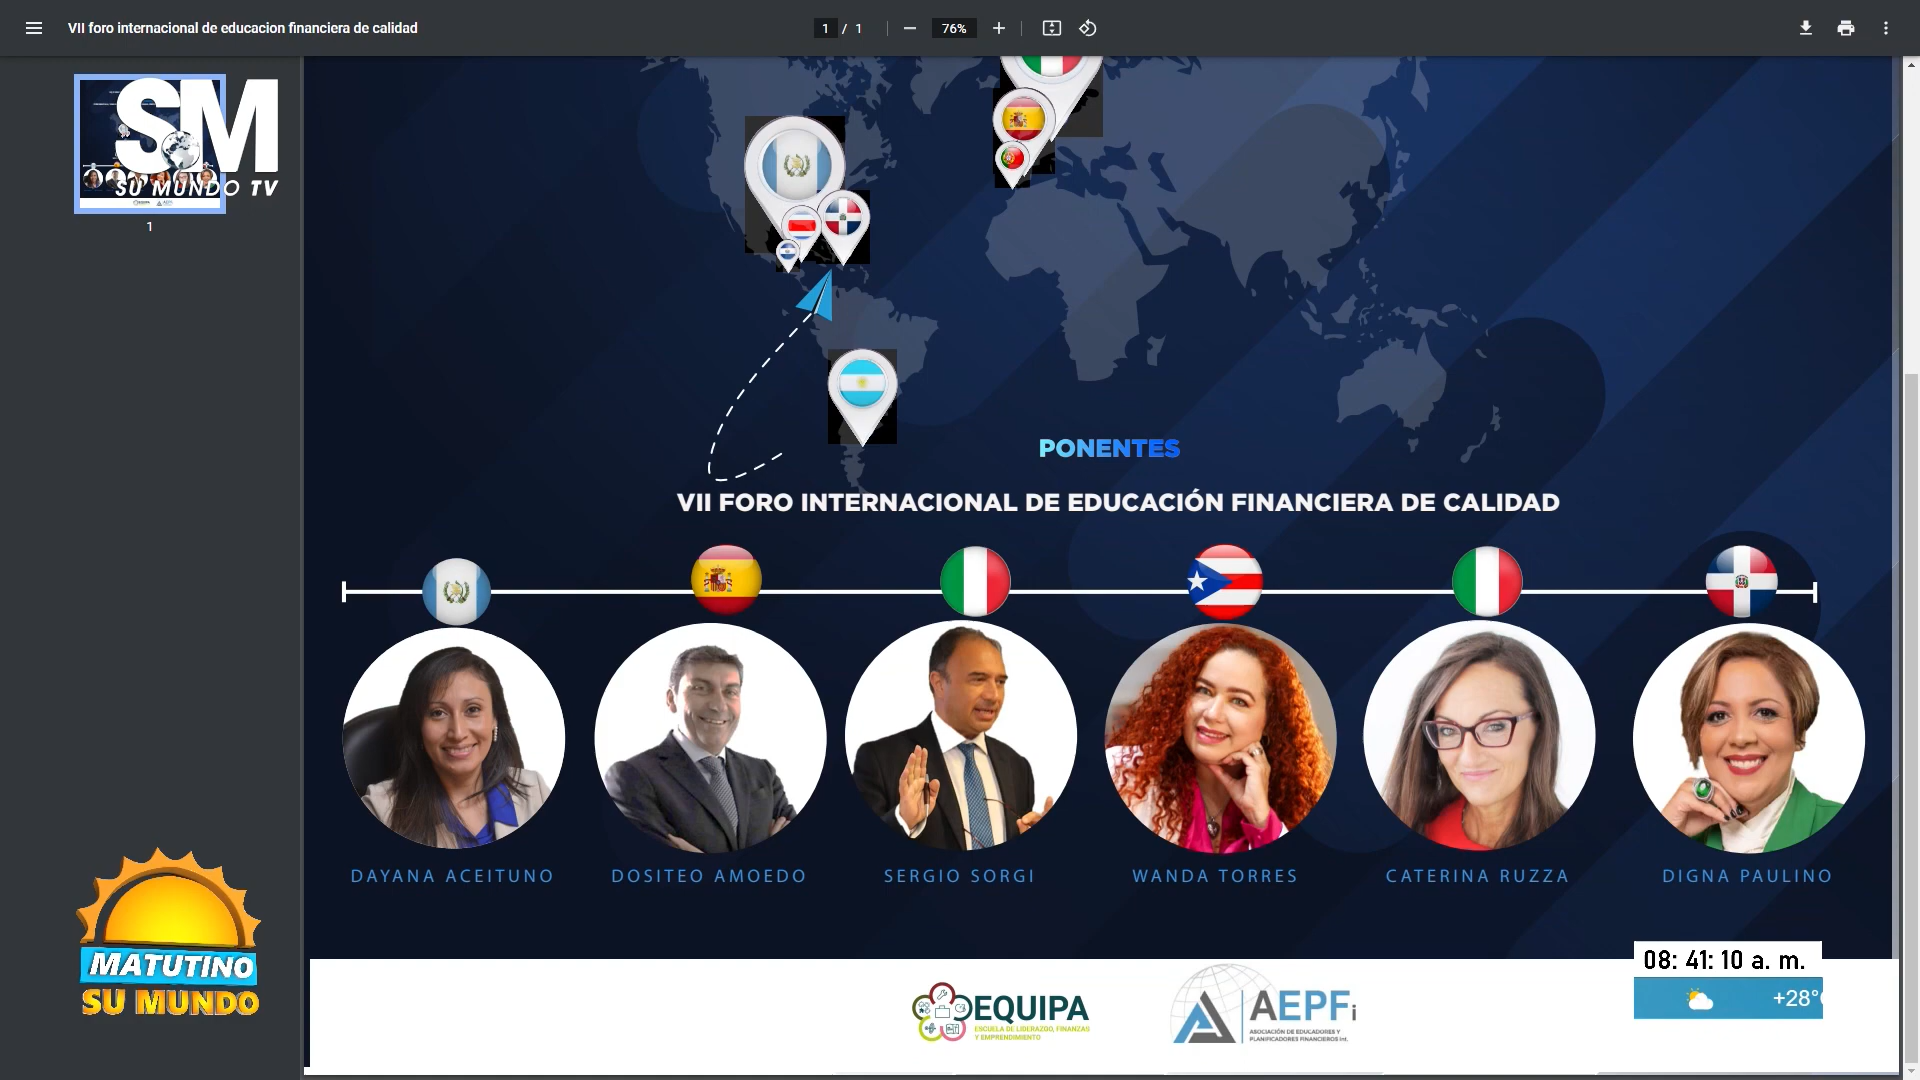 VII foro internacional de educacion financiera de calidad
1 / 1
76%
SM
SU MUNDO TV
1
PONENTES
VII FORO INTERNACIONAL DE EDUCACIÓN FINANCIERA DE CALIDAD
DAYANA ACEITUNO
DOSITEO AMOEDO
SERGIO SORGI
WANDA TORRES
CATERINA RUZZA
DIGNA PAULINO
MATUTINO
SU MUNDO
EQUIPA
ESCUELA DE LIDERAZGO, FINANZAS
Y EMPRENDIMIENTO
AEPFi
ASOCIACIÓN DE EDUCADORES Y
PLANIFICADORES FINANCIEROS Int.
08: 41: 10 a. m.
+28°